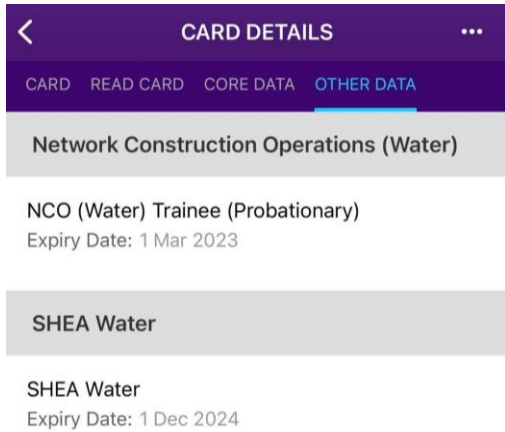 CARD DETAILS
CARD READ CARD CORE DATA OTHER DATA
Network Construction Operations (Water)
NCO (Water) Trainee (Probationary)
Expiry Date: 1 Mar 2023
SHEA Water
SHEA Water
Expiry Date: 1 Dec 2024